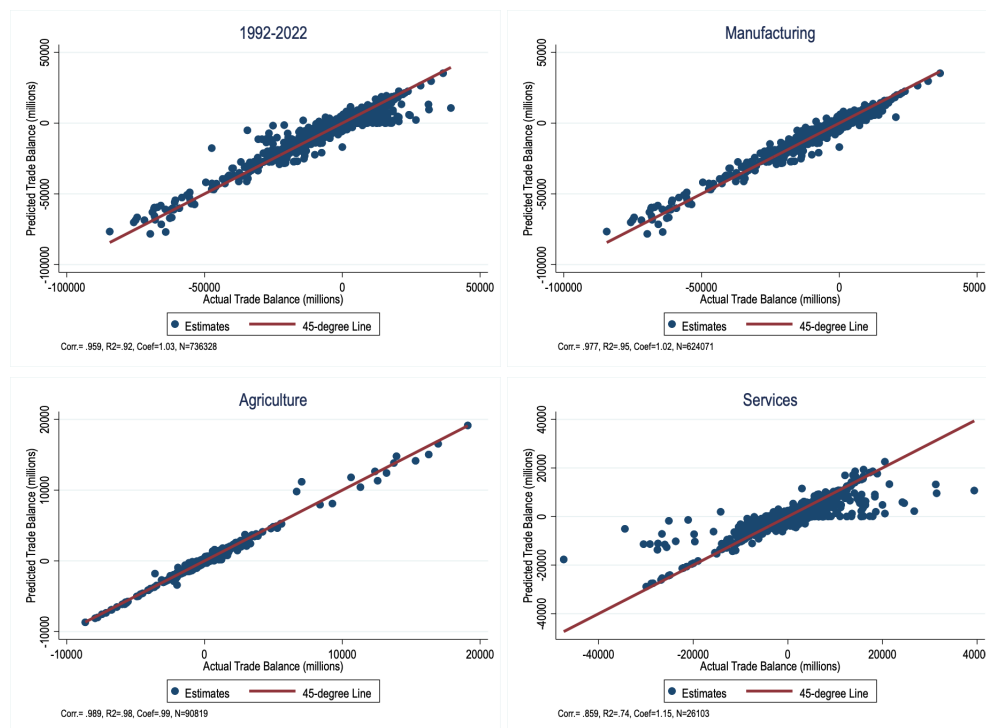 1992-2022
Predicted Trade Balance (millions)
50000
0
-50000
-100000
-100000 -50000 0 50000
Actual Trade Balance (millions)
Estimates 45-degree Line
Corr.= .959, R2=.92, Coef=1.03, N=736328
Manufacturing
Predicted Trade Balance (millions)
50000
0
-50000
-100000
-100000 -50000 0 5000
Actual Trade Balance (millions)
Estimates 45-degree Line
Corr.= .977, R2=.95, Coef=1.02, N=624071
Agriculture
Predicted Trade Balance (millions)
20000
10000
0
-10000
-10000 0 10000 20000
Actual Trade Balance (millions)
Estimates 45-degree Line
Corr.= .989, R2=.98, Coef=.99, N=90819
Services
Predicted Trade Balance (millions)
40000
20000
0
-20000
-40000
-40000 -20000 0 20000 4000
Actual Trade Balance (millions)
Estimates 45-degree Line
Corr.= .859, R2=.74, Coef=1.15, N=26103